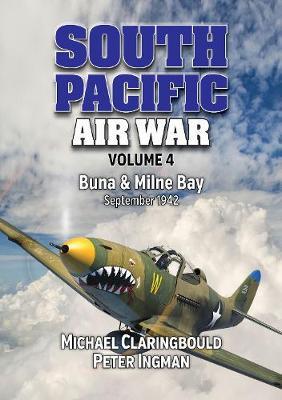 SOUTH
PACIFIC
AIR WAR
VOLUME 4
Buna & Milne Bay
September 1942
MICHAEL CLARINGBOULD
PETER INGMAN